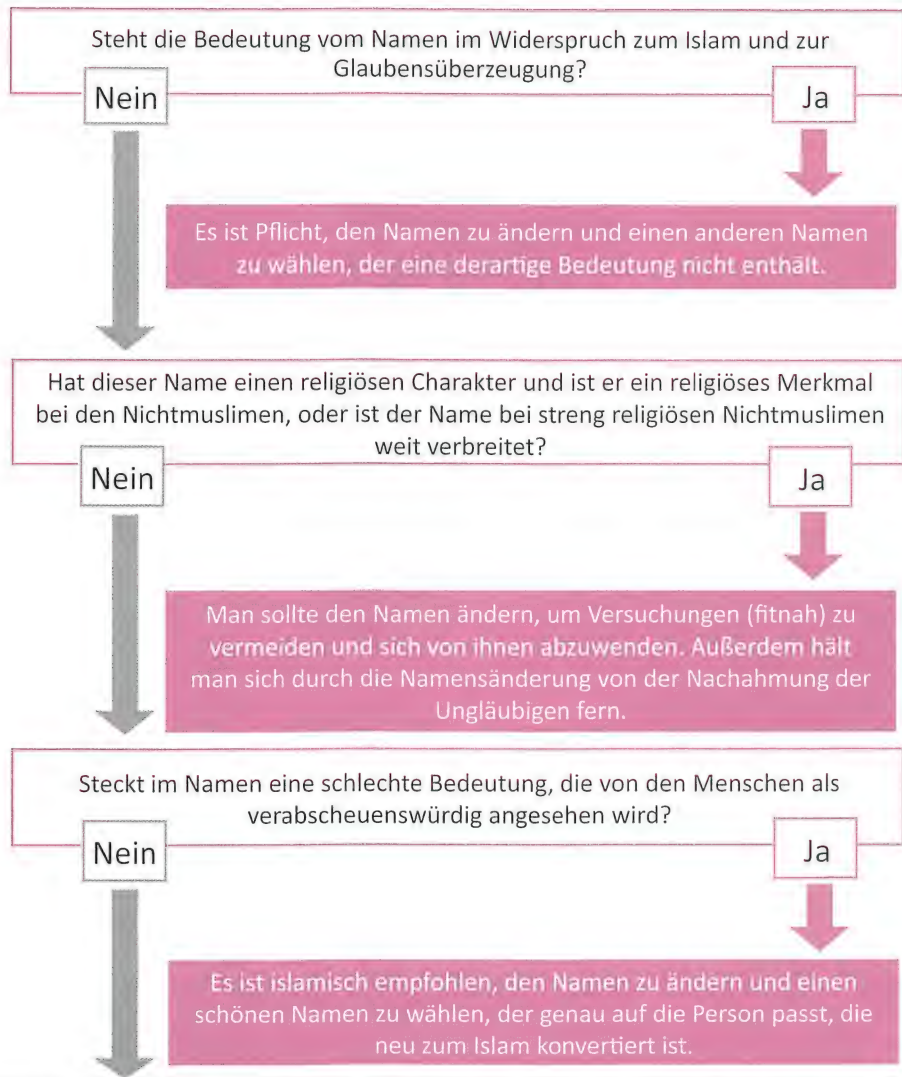 Steht die Bedeutung vom Namen im Widerspruch zum Islam und zur
Glaubensüberzeugung?
Nein
Ja
Es ist Pflicht, den Namen zu ändern und einen anderen Namen
zu wählen, der eine derartige Bedeutung nicht enthält.
Hat dieser Name einen religiösen Charakter und ist er ein religiöses Merkmal
bei den Nichtmuslimen, oder ist der Name bei streng religiösen Nichtmuslimen
weit verbreitet?
Nein
Ja
Man sollte den Namen ändern, um Versuchungen (fitnah) zu
vermeiden und sich von ihnen abzuwenden. Außerdem hält
man sich durch die Namensänderung von der Nachahmung der
Ungläubigen fern.
Steckt im Namen eine schlechte Bedeutung, die von den Menschen als
verabscheuenswürdig angesehen wird?
Nein
Ja
Es ist islamisch empfohlen, den Namen zu ändern und einen
schönen Namen zu wählen, der genau auf die Person passt, die
neu zum Islam konvertiert ist.